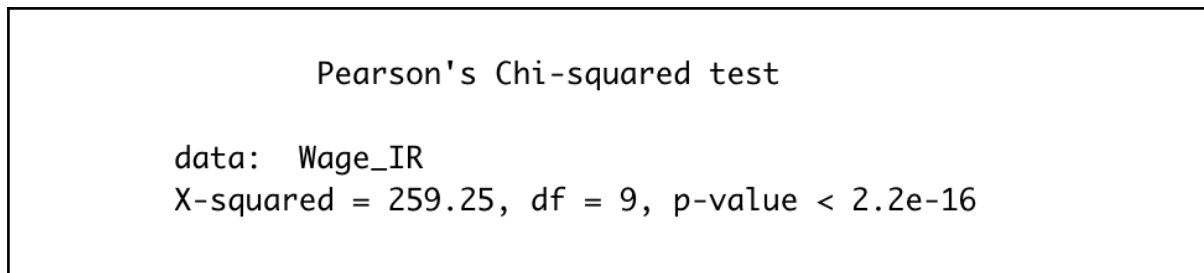 Pearson's Chi-squared test
data: Wage_IR
X-squared = 259.25, df = 9, p-value < 2.2e-16